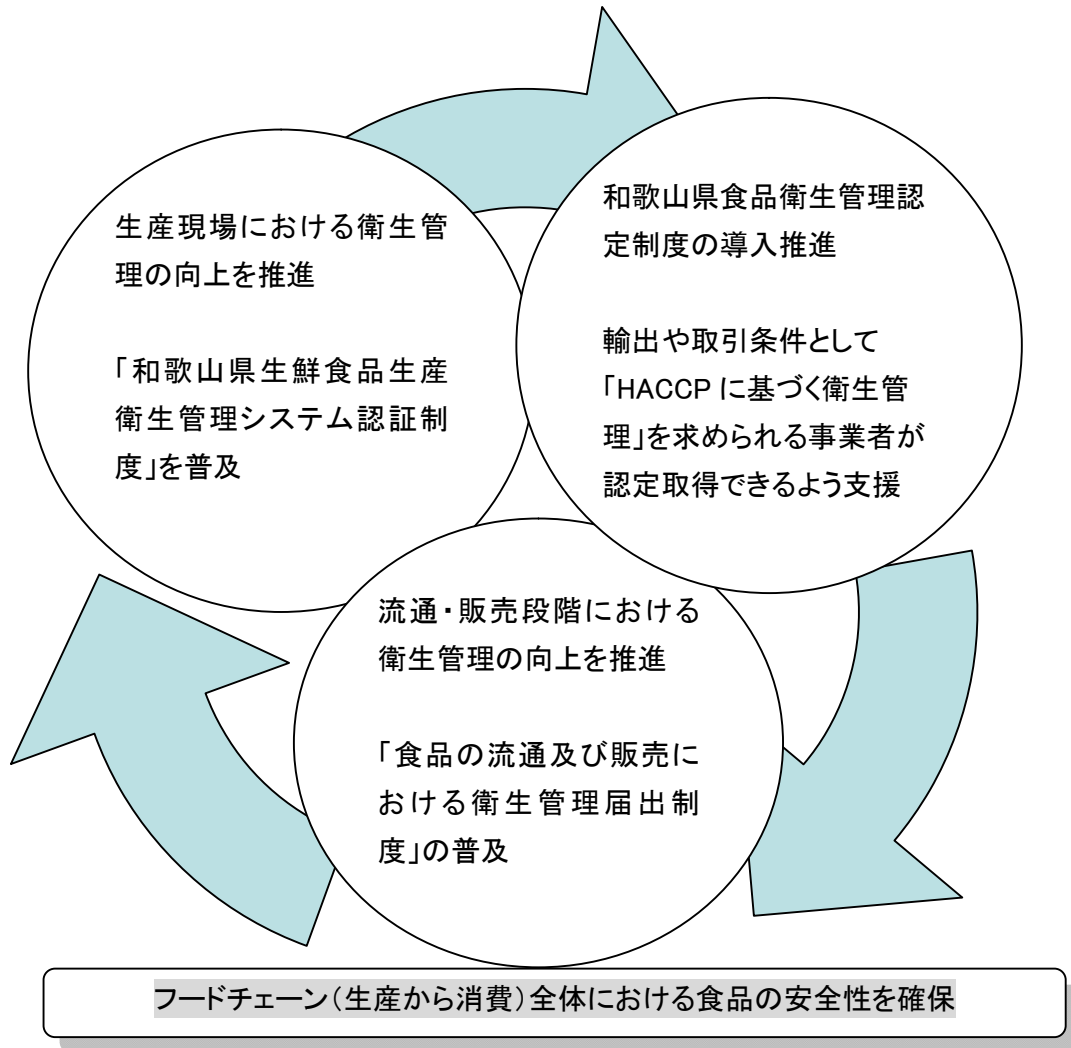 生産現場における衛生管
理の向上を推進
「和歌山県生鮮食品生産
衛生管理システム認証制
度」を普及
和歌山県食品衛生管理認
定制度の導入推進
輸出や取引条件として
「HACCP に基づく衛生管
理」を求められる事業者が
認定取得できるよう支援
流通・販売段階における
衛生管理の向上を推進
「食品の流通及び販売に
おける衛生管理届出制
度」の普及
フードチェーン（生産から消費）全体における食品の安全性を確保